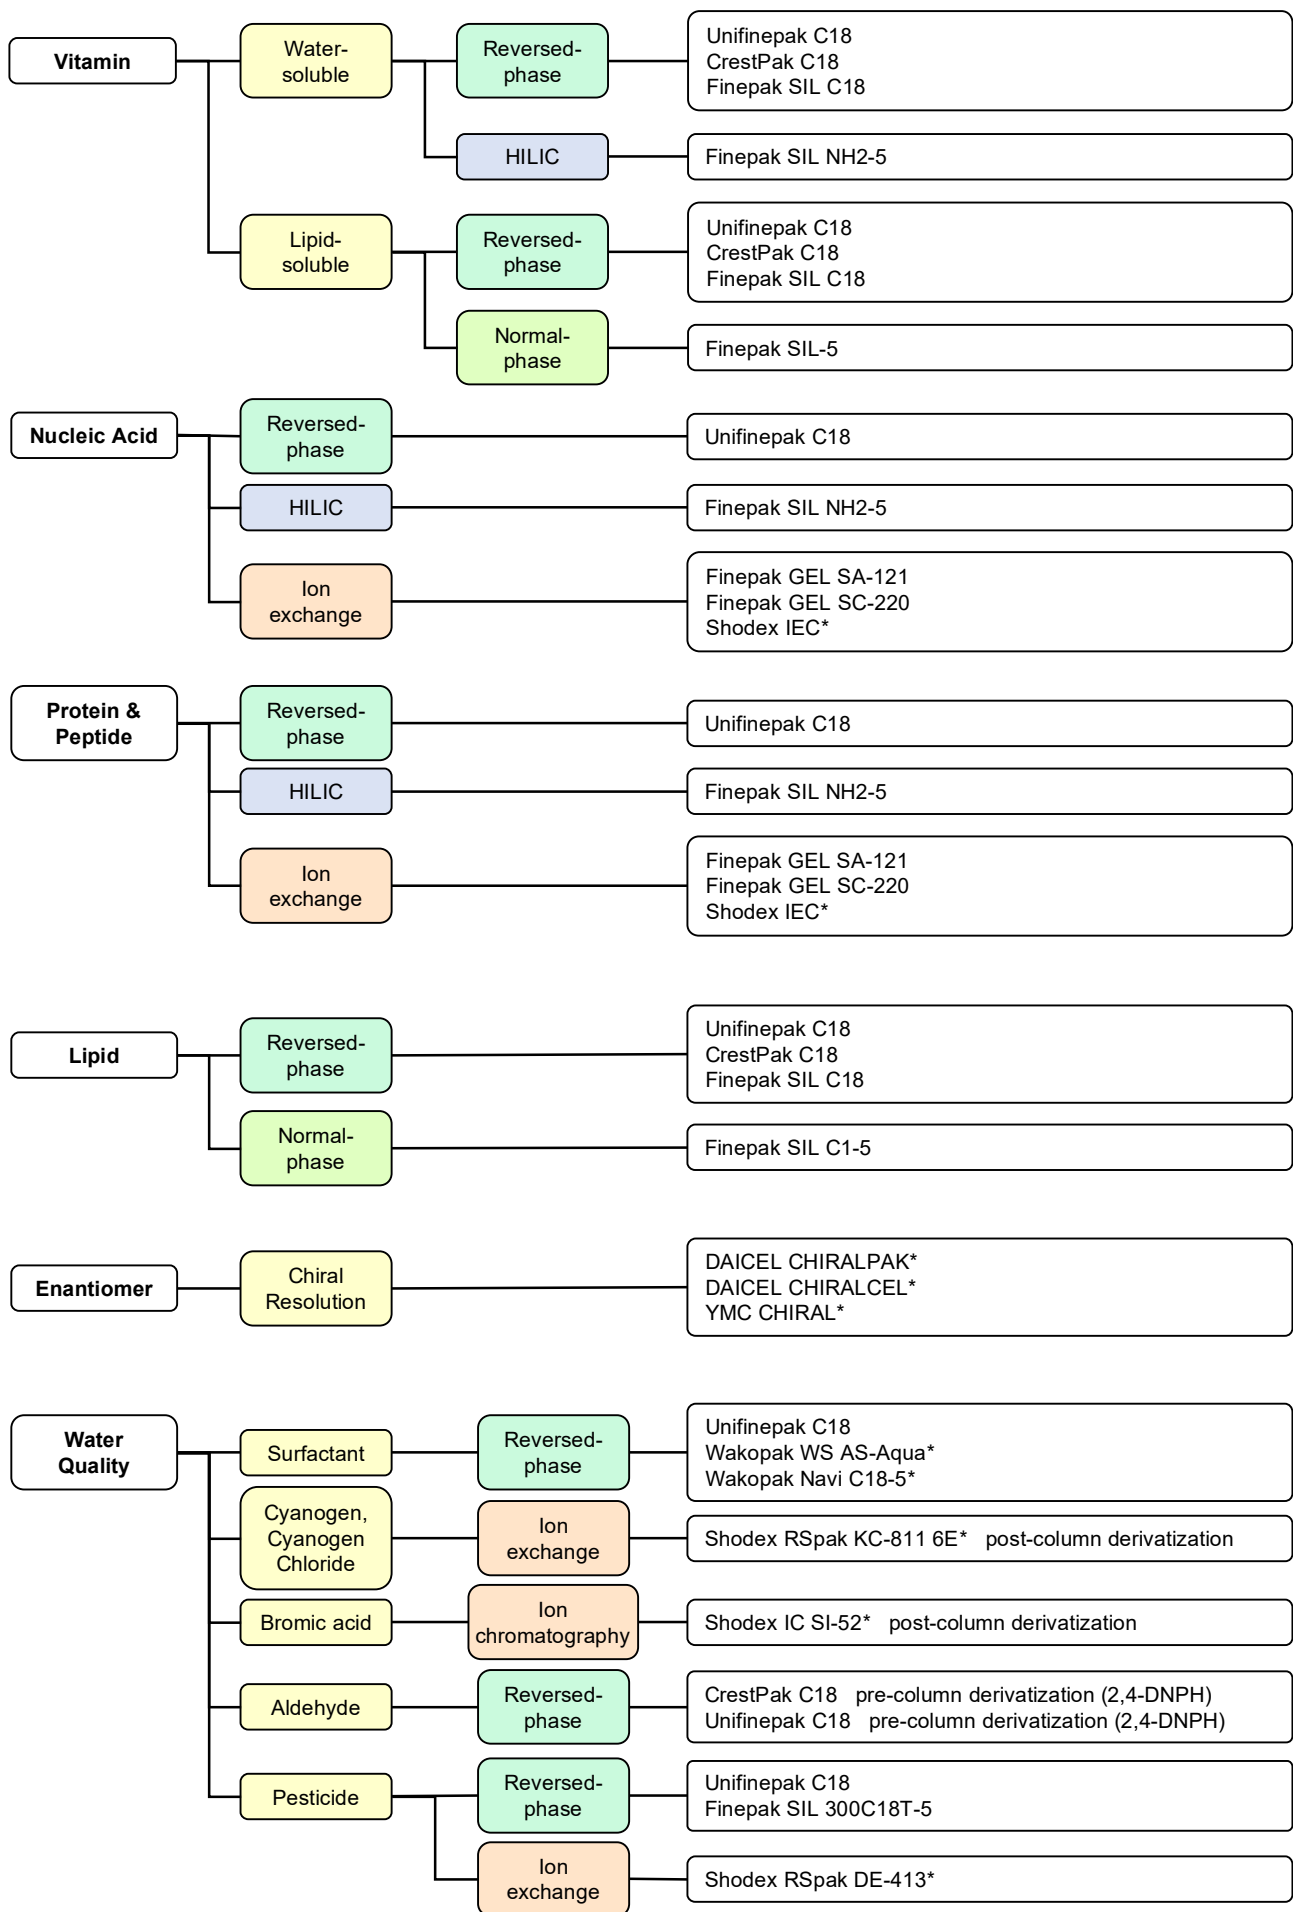 Vitamin
Water-
soluble
Reversed-
phase
Unifinepak C18
CrestPak C18
Finepak SIL C18
HILIC
Finepak SIL NH2-5
Lipid-
soluble
Reversed-
phase
Unifinepak C18
CrestPak C18
Finepak SIL C18
Normal-
phase
Finepak SIL-5
Nucleic Acid
Reversed-
phase
Unifinepak C18
HILIC
Finepak SIL NH2-5
Ion
exchange
Finepak GEL SA-121
Finepak GEL SC-220
Shodex IEC*
Protein &
Peptide
Reversed-
phase
Unifinepak C18
HILIC
Finepak SIL NH2-5
Ion
exchange
Finepak GEL SA-121
Finepak GEL SC-220
Shodex IEC*
Lipid
Reversed-
phase
Unifinepak C18
CrestPak C18
Finepak SIL C18
Normal-
phase
Finepak SIL C1-5
Enantiomer
Chiral
Resolution
DAICEL CHIRALPAK*
DAICEL CHIRALCEL*
YMC CHIRAL*
Water
Quality
Surfactant
Reversed-
phase
Unifinepak C18
Wakopak WS AS-Aqua*
Wakopak Navi C18-5*
Cyanogen,
Cyanogen
Chloride
Ion
exchange
Shodex RSpak KC-811 6E* post-column derivatization
Bromic acid
Ion
chromatography
Shodex IC SI-52* post-column derivatization
Aldehyde
Reversed-
phase
CrestPak C18 pre-column derivatization (2,4-DNPH)
Unifinepak C18 pre-column derivatization (2,4-DNPH)
Pesticide
Reversed-
phase
Unifinepak C18
Finepak SIL 300C18T-5
Ion
exchange
Shodex RSpak DE-413*